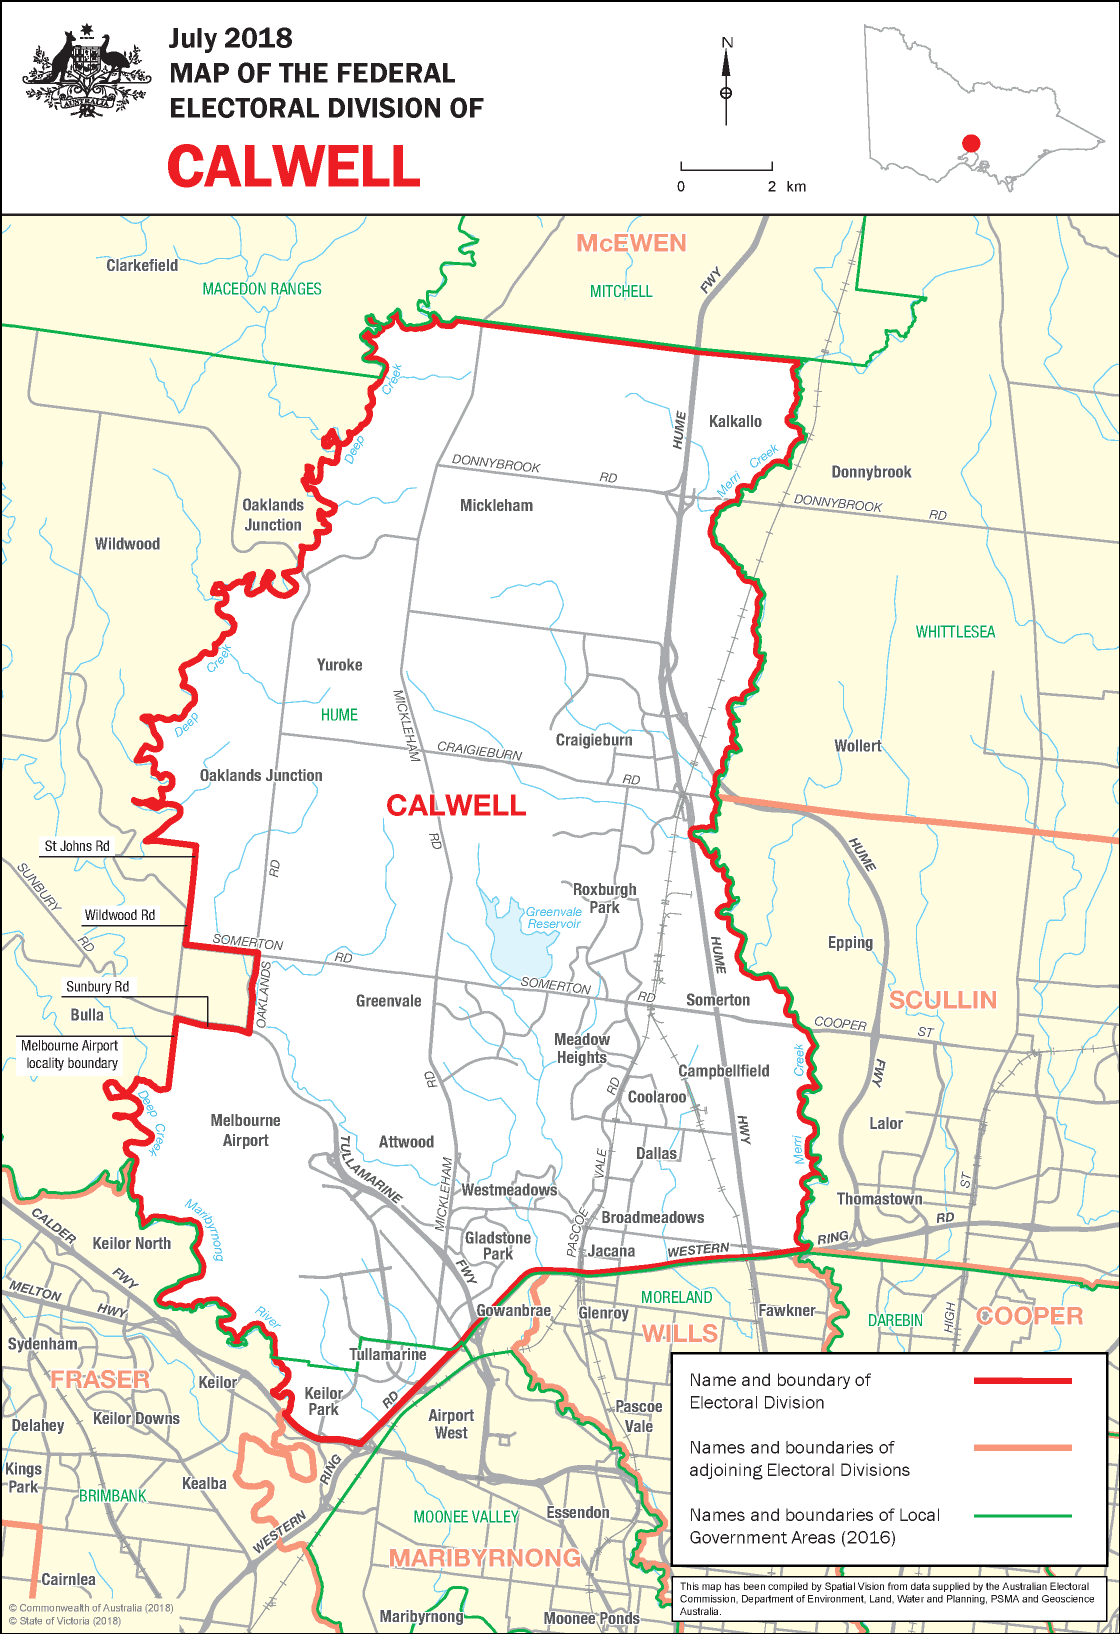 July 2018
MAP OF THE FEDERAL
ELECTORAL DIVISION OF
CALWELL
AUSTRALIA
N
0 2 km
McEWEN
Clarkefield
MACEDON RANGES
MITCHELL
FWY
Creek
Deep
HUME
Kalkallo
Merri Creek
DONNYBROOK RD
Donnybrook
Mickleham
DONNYBROOK RD
Oaklands
Junction
Wildwood
WHITTLESEA
Creek
Deep
Yuroke
HUME
MICKLEHAM
RD
CRAIGIEBURN
RD
Craigieburn
Wollert
Oaklands Junction
CALWELL
St Johns Rd
SUNBURY
RD
RD
HUME
Roxburgh
Park
Greenvale
Reservoir
Wildwood Rd
SOMERTON
RD
HUME
Epping
Sunbury Rd
OAKLANDS
Bulla
Greenvale
SOMERTON
RD
Somerton
SCULLIN
COOPER ST
Melbourne Airport
locality boundary
Meadow
Heights
Merri Creek
FWY
RD
RD
Campbellfield
Coolaroo
Deep Creek
Melbourne
Airport
TULLAMARINE
Attwood
HWY
Lalor
Dallas
MICKLEHAM
VALE
ST
Westmeadows
Thomastown
Maribyrnong
CALDER
FWY
Keilor North
Gladstone
Park
PASCOE
Broadmeadows
RD
Jacana
WESTERN
RING
FWY
MELTON
HWY
River
Gowanbrae
Glenroy
MORELAND
Fawkner
DAREBIN
HIGH
COOPER
WILLS
Sydenham
Tullamarine
FRASER
Keilor
Keilor
Park
RD
Delahey
Keilor Downs
Airport
West
Pascoe
Vale
Kings
Park
Kealba
RING
BRIMBANK
WESTERN
MOONEE VALLEY
Essendon
MARIBYRNONG
Cairnlea
Maribyrnong
Moonee Ponds
Name and boundary of
Electoral Division
Names and boundaries of
adjoining Electoral Divisions
Names and boundaries of Local
Government Areas (2016)
This map has been compiled by Spatial Vision from data supplied by the Australian Electoral
Commission, Department of Environment, Land, Water and Planning, PSMA and Geoscience
Australia.
© Commonwealth of Australia (2018)
© State of Victoria (2018)